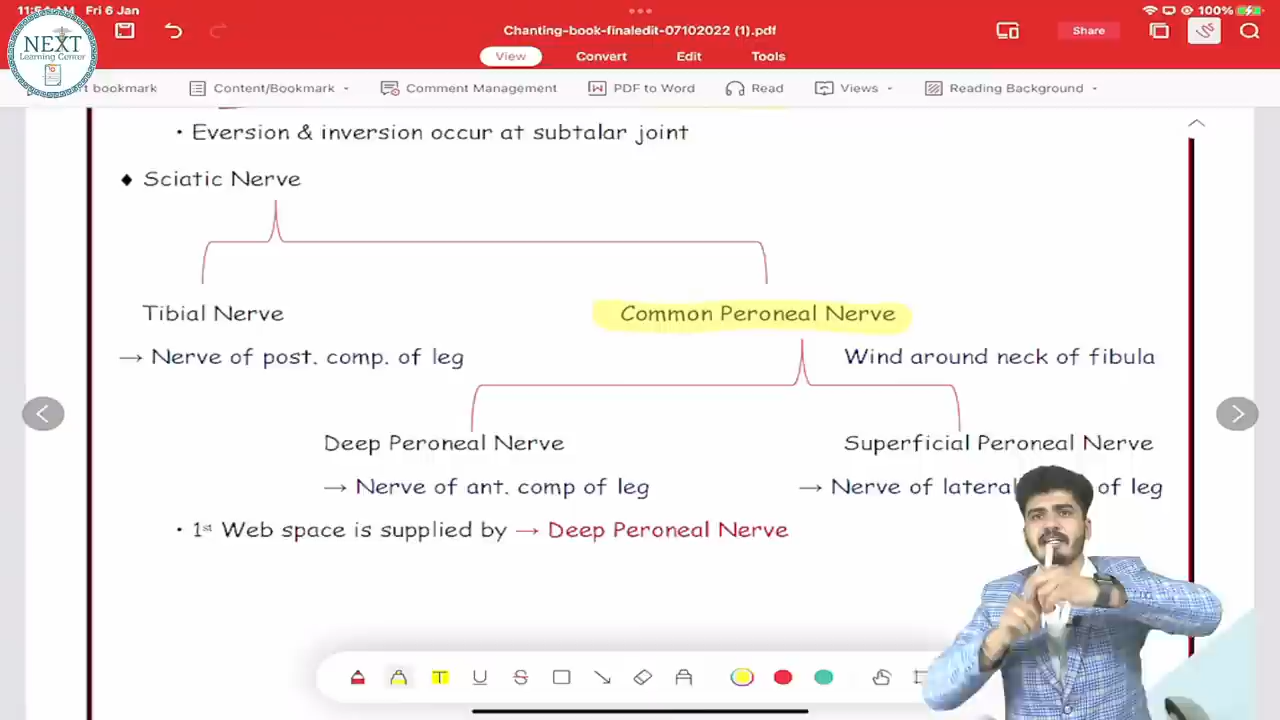 Fri 6 Jan
100%
NEXT
Learning Center
Chanting-book-finaledit-07102022 (1).pdf
Share
View Convert Edit Tools
bookmark Content/Bookmark Comment Management PDF to Word Read Views Reading Background
• Eversion & inversion occur at subtalar joint
♦ Sciatic Nerve
Tibial Nerve Common Peroneal Nerve
→ Nerve of post. comp. of leg Wind around neck of fibula
Deep Peroneal Nerve Superficial Peroneal Nerve
→ Nerve of ant. comp of leg → Nerve of lateral of leg
• 1st Web space is supplied by → Deep Peroneal Nerve
T U S